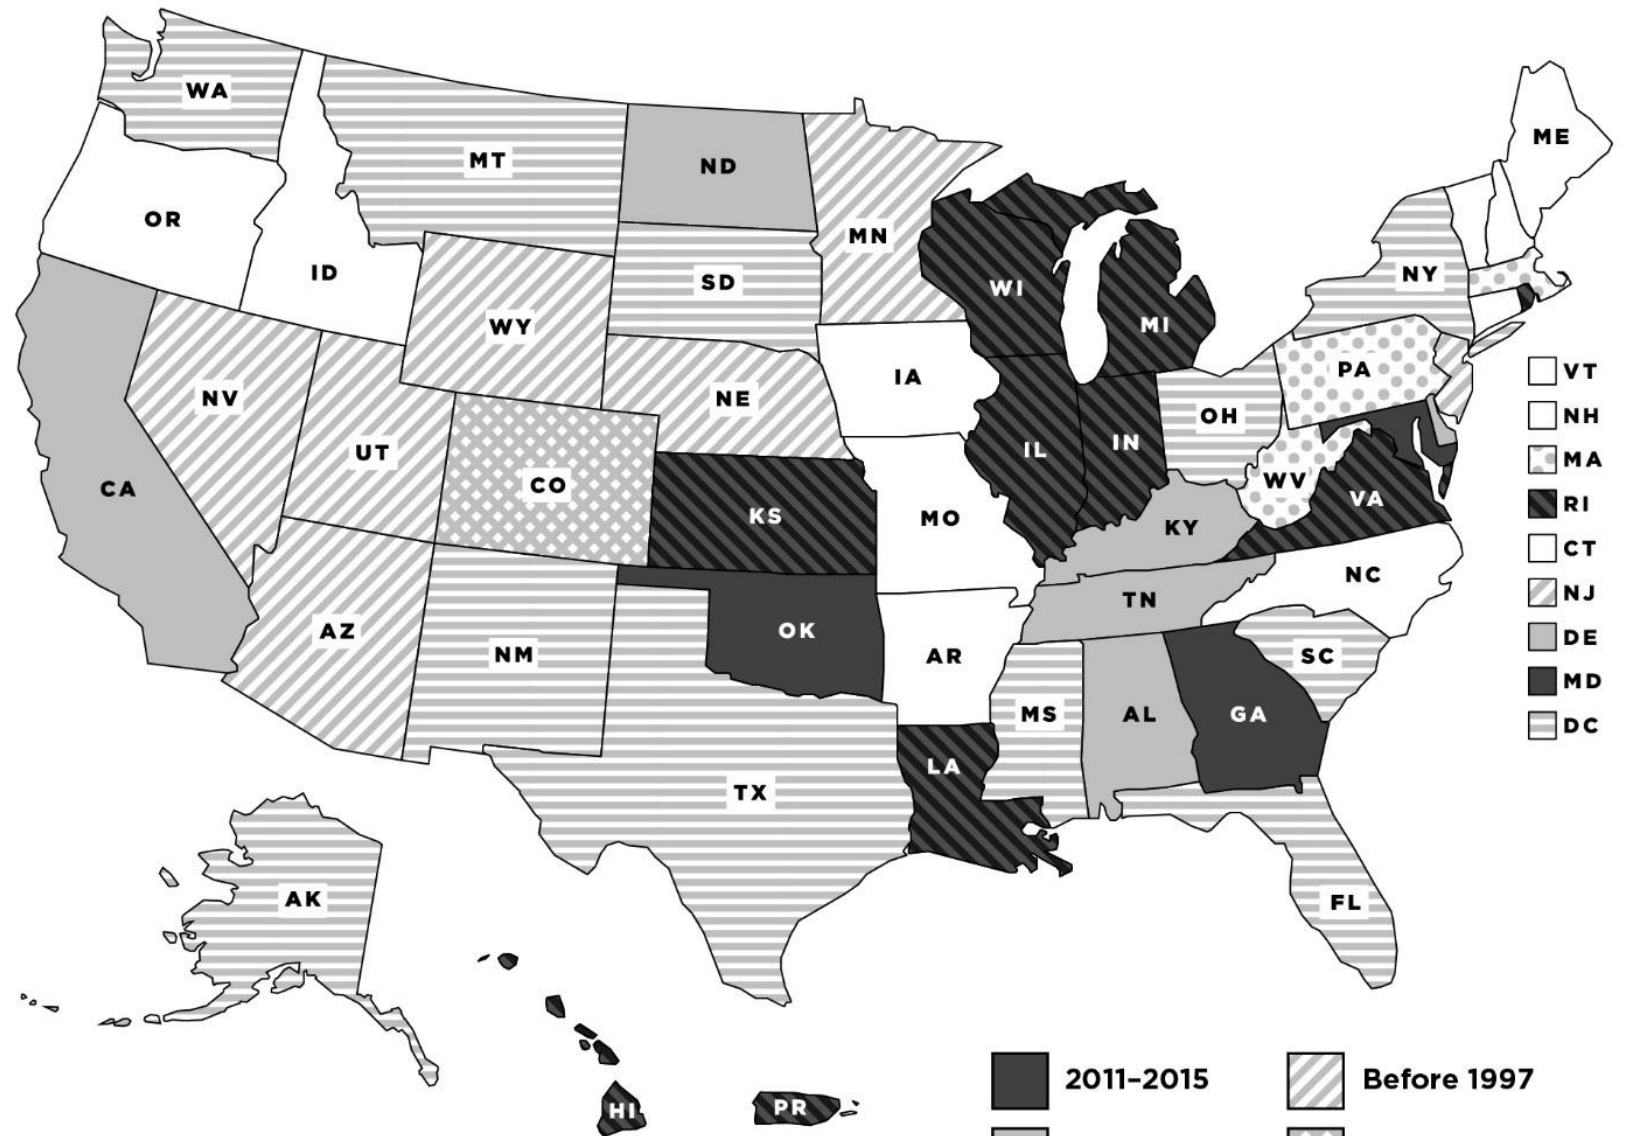 WA
MT
ND
ME
OR
MN
ID
SD
NY
WI
WY
MI
PA
VT
IA
NV
NE
OH
NH
UT
IL
IN
MA
CO
WV
CA
KS
VA
RI
MO
KY
CT
NC
TN
NJ
AZ
OK
DE
NM
AR
SC
MD
MS
AL
GA
DC
LA
TX
AK
FL
2011–2015
Before 1997
HI
PR